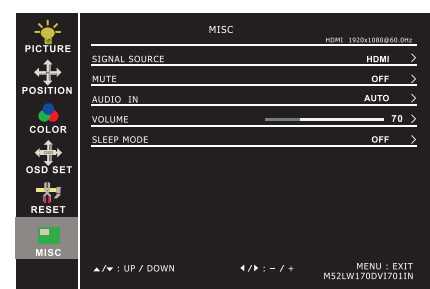 MISC
HDMI 1920x1080@60.0Hz
PICTURE
POSITION
COLOR
OSD
OSD SET
RESET
MISC
SIGNAL SOURCE HDMI >
MUTE OFF >
AUDIO IN AUTO >
VOLUME 70 >
SLEEP MODE OFF >
▲/▼ : UP / DOWN ◀/▶ : – / + MENU : EXIT
M52LW170DVI701IN